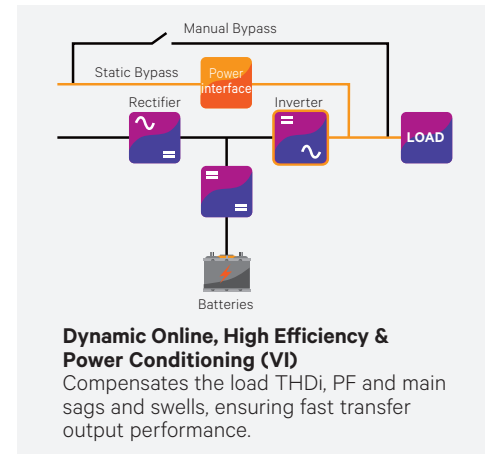 Manual Bypass
Static Bypass
Power
interface
Rectifier
Inverter
LOAD
Batteries
Dynamic Online, High Efficiency &
Power Conditioning (VI)
Compensates the load THDi, PF and main
sags and swells, ensuring fast transfer
output performance.